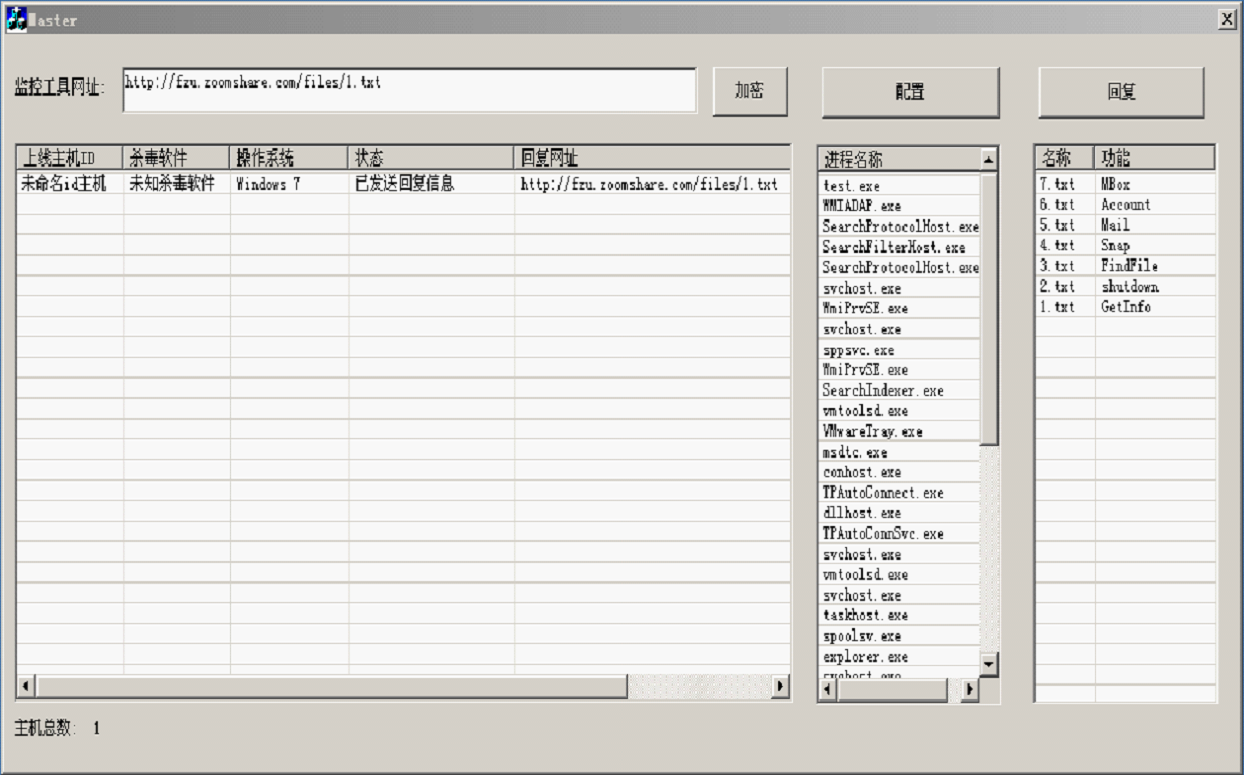 Master
监控工具网址: http://fzu.zoomshare.com/files/1.txt 加密 配置 回复
上线主机ID 杀毒软件 操作系统 状态 回复网址
未命名id主机 未知杀毒软件 Windows 7 已发送回复信息 http://fzu.zoomshare.com/files/1.txt
进程名称
test.exe
WMIADAP.exe
SearchProtocolHost.exe
SearchFilterHost.exe
SearchProtocolHost.exe
svchost.exe
WmiPrvSE.exe
svchost.exe
sppsvc.exe
WmiPrvSE.exe
SearchIndexer.exe
vmtoolsd.exe
VMwareTray.exe
msdtc.exe
conhost.exe
TPAutoConnect.exe
dllhost.exe
TPAutoConnSvc.exe
svchost.exe
vmtoolsd.exe
svchost.exe
taskhost.exe
spoolsv.exe
explorer.exe
svchost.exe
名称 功能
7.txt MBox
6.txt Account
5.txt Mail
4.txt Snap
3.txt FindFile
2.txt shutdown
1.txt GetInfo
主机总数: 1